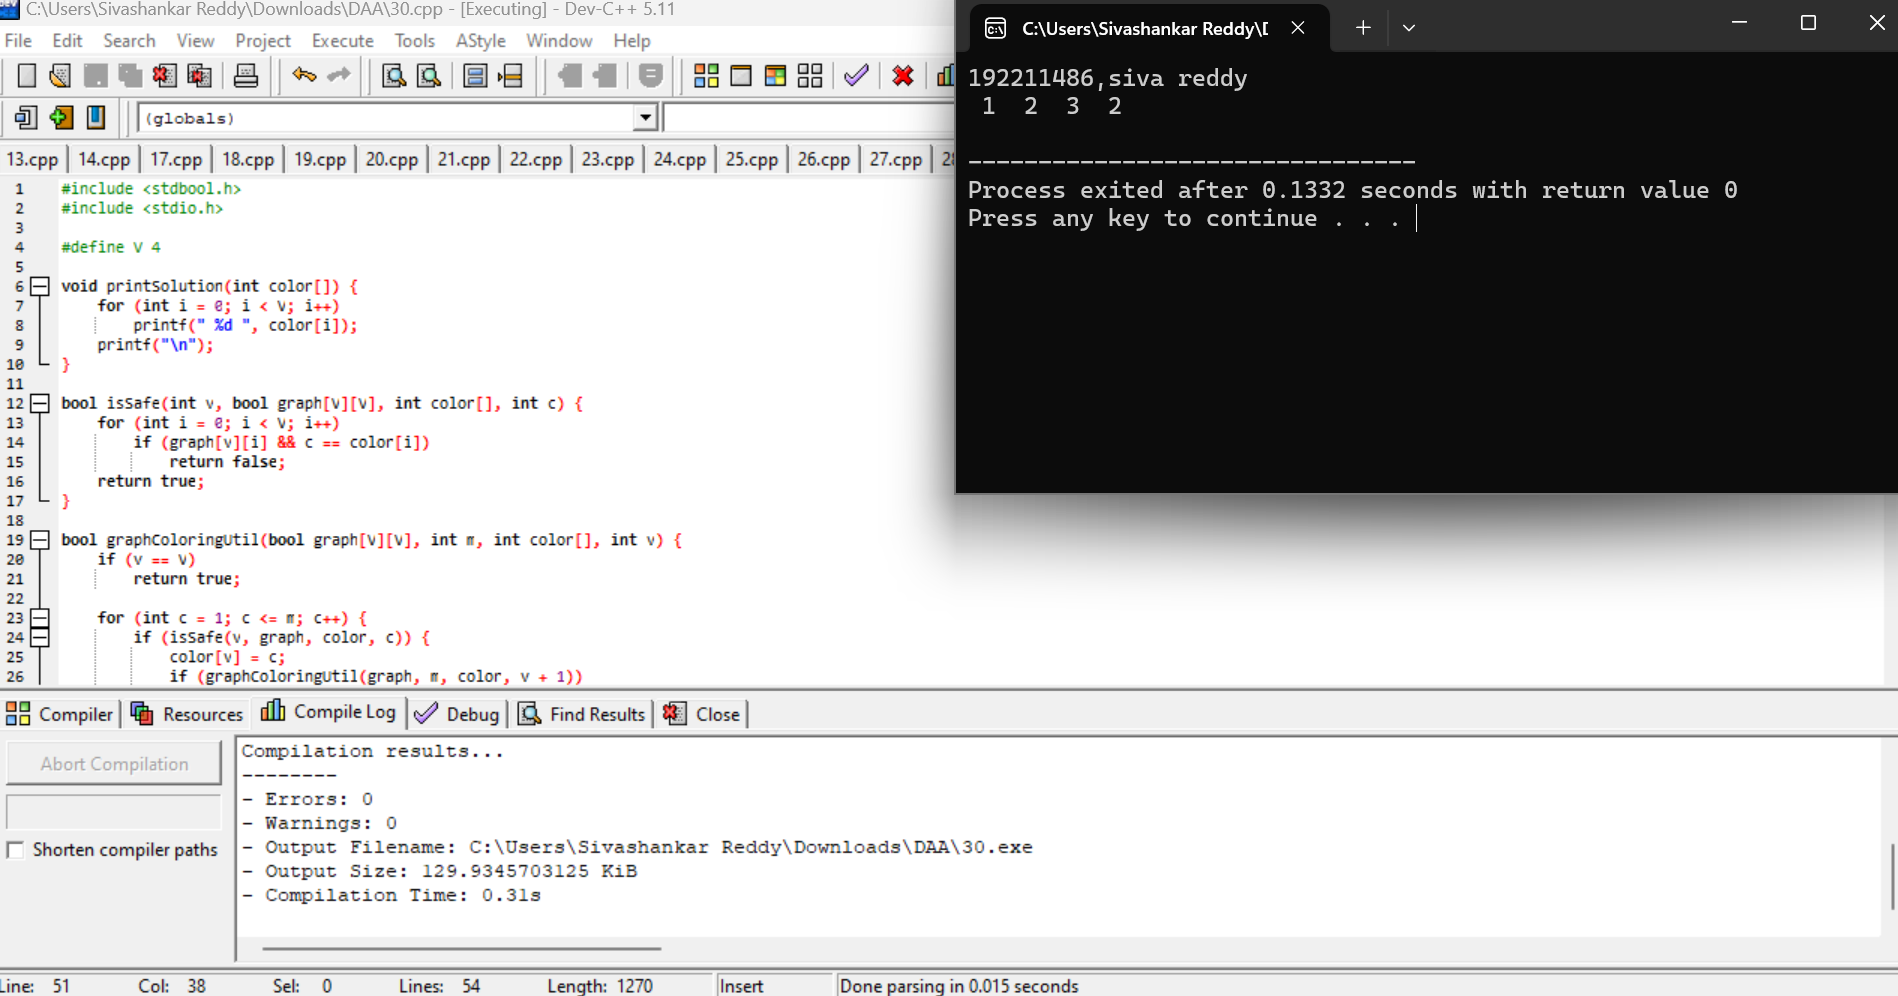 C:\Users\Sivashankar Reddy\Downloads\DAA\30.cpp - [Executing] - Dev-C++ 5.11
File Edit Search View Project Execute Tools AStyle Window Help
(globals)
13.cpp 14.cpp 17.cpp 18.cpp 19.cpp 20.cpp 21.cpp 22.cpp 23.cpp 24.cpp 25.cpp 26.cpp 27.cpp
1 #include <stdbool.h>
2 #include <stdio.h>
3
4 #define V 4
5
6 void printSolution(int color[]) {
7 for (int i = 0; i < V; i++)
8 printf(" %d ", color[i]);
9 printf("\n");
10 }
11
12 bool isSafe(int v, bool graph[V][V], int color[], int c) {
13 for (int i = 0; i < V; i++)
14 if (graph[v][i] && c == color[i])
15 return false;
16 return true;
17 }
18
19 bool graphColoringUtil(bool graph[V][V], int m, int color[], int v) {
20 if (v == V)
21 return true;
22
23 for (int c = 1; c <= m; c++) {
24 if (isSafe(v, graph, color, c)) {
25 color[v] = c;
26 if (graphColoringUtil(graph, m, color, v + 1))
C:\Users\Sivashankar Reddy\
192211486,siva reddy
1 2 3 2
--------------------------------
Process exited after 0.1332 seconds with return value 0
Press any key to continue . . .
Compiler Resources Compile Log Debug Find Results Close
Abort Compilation
Shorten compiler paths
Compilation results...
--------
- Errors: 0
- Warnings: 0
- Output Filename: C:\Users\Sivashankar Reddy\Downloads\DAA\30.exe
- Output Size: 129.9345703125 KiB
- Compilation Time: 0.31s
Line: 51 Col: 38 Sel: 0 Lines: 54 Length: 1270 Insert Done parsing in 0.015 seconds